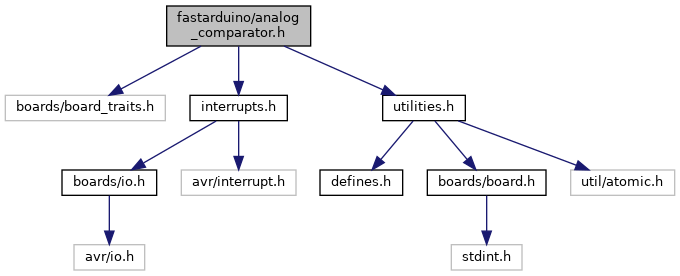 fastarduino/analog
_comparator.h
boards/board_traits.h
interrupts.h
utilities.h
boards/io.h
avr/interrupt.h
defines.h
boards/board.h
util/atomic.h
avr/io.h
stdint.h